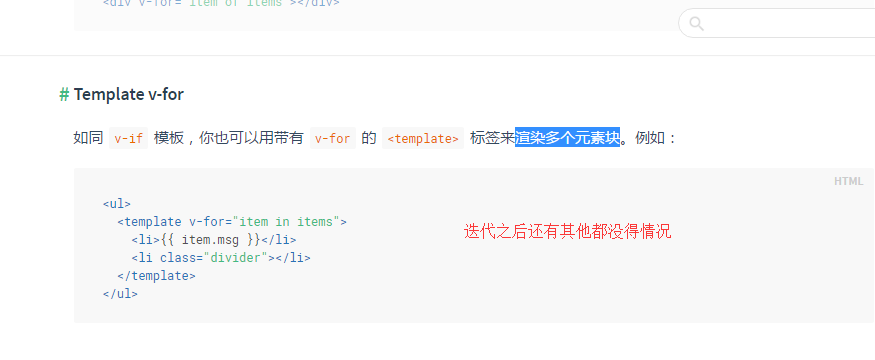 <div v-for="item of items"></div>
# Template v-for
如同 v-if 模板，你也可以用带有 v-for 的 <template> 标签来渲染多个元素块。例如：
HTML
<ul>
<template v-for="item in items">
<li>{{ item.msg }}</li>
<li class="divider"></li>
</template>
</ul>
迭代之后还有其他都没得情况